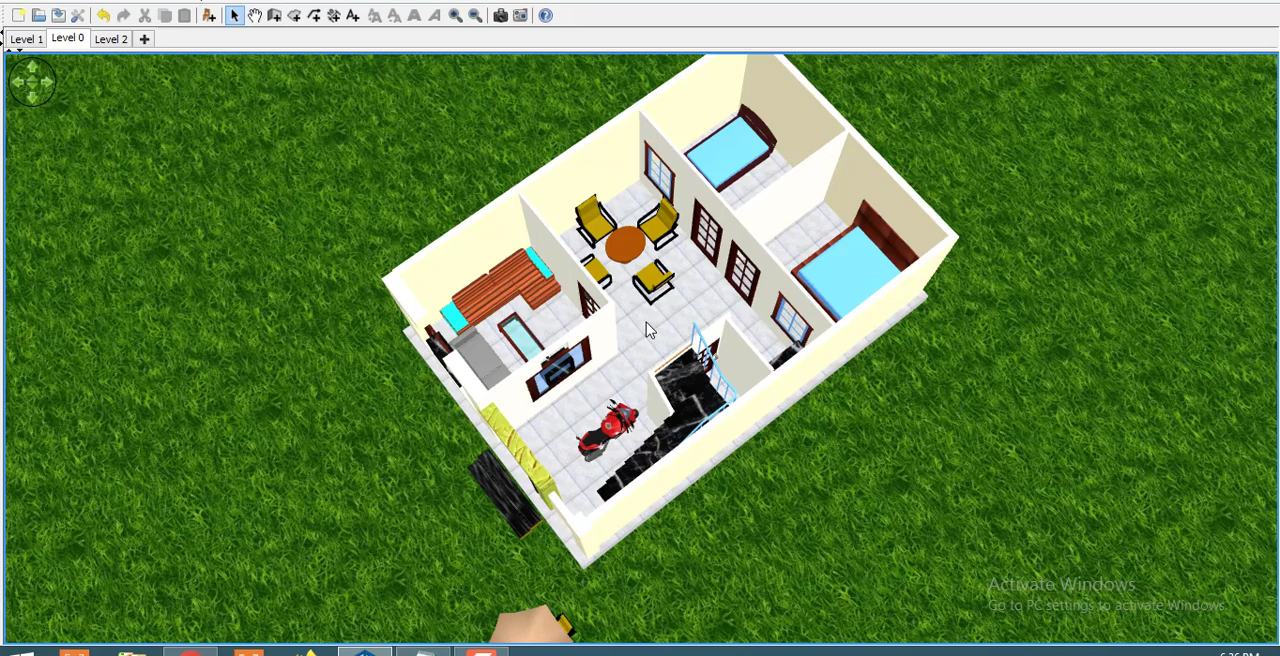 Level 1 Level 0 Level 2
Activate Windows
Go to PC settings to activate Windows.